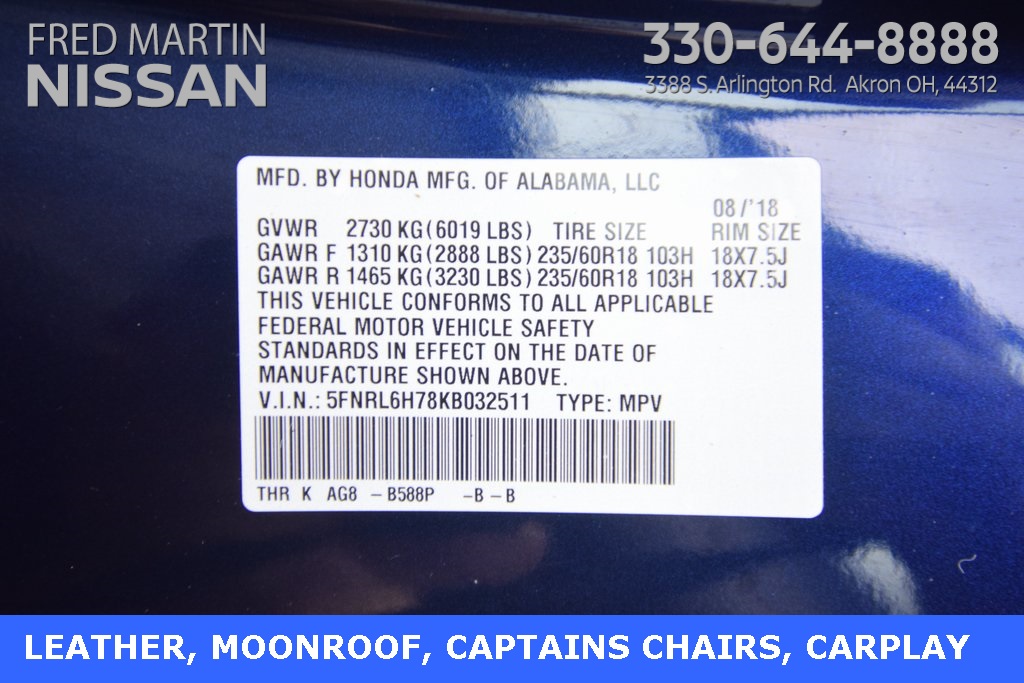 FRED MARTIN
NISSAN
330-644-8888
3388 S. Arlington Rd. Akron OH, 44312
MFD. BY HONDA MFG. OF ALABAMA, LLC
08/'18
GVWR 2730 KG (6019 LBS) TIRE SIZE RIM SIZE
GAWR F 1310 KG (2888 LBS) 235/60R18 103H 18X7.5J
GAWR R 1465 KG (3230 LBS) 235/60R18 103H 18X7.5J
THIS VEHICLE CONFORMS TO ALL APPLICABLE
FEDERAL MOTOR VEHICLE SAFETY
STANDARDS IN EFFECT ON THE DATE OF
MANUFACTURE SHOWN ABOVE.
V.I.N.: 5FNRL6H78KB032511 TYPE: MPV
THR K AG8 -B588P -B-B
LEATHER, MOONROOF, CAPTAINS CHAIRS, CARPLAY